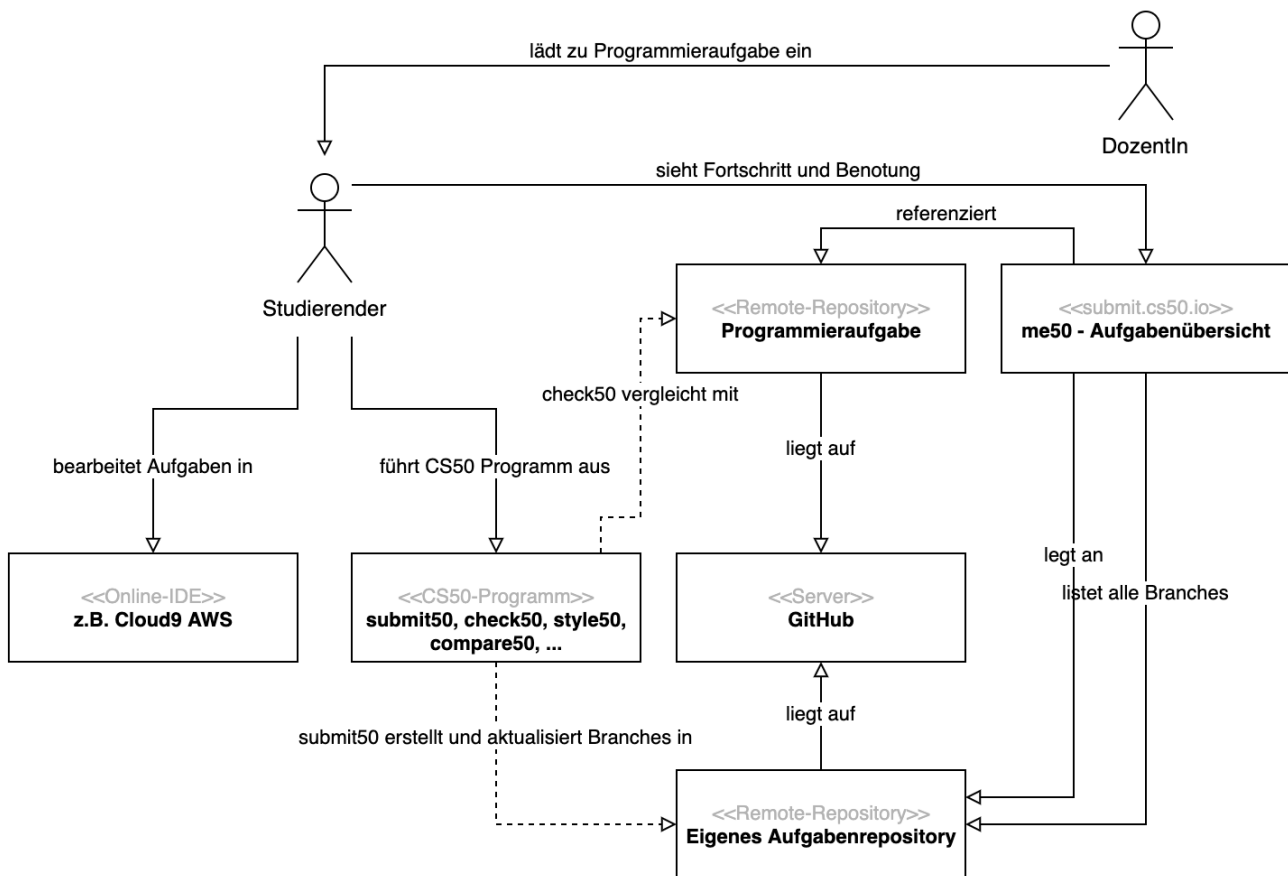 lädt zu Programmieraufgabe ein
DozentIn
sieht Fortschritt und Benotung
referenziert
Studierender
<<Remote-Repository>>
Programmieraufgabe
<<submit.cs50.io>>
me50 - Aufgabenübersicht
check50 vergleicht mit
liegt auf
bearbeitet Aufgaben in
führt CS50 Programm aus
legt an
listet alle Branches
<<Online-IDE>>
z.B. Cloud9 AWS
<<CS50-Programm>>
submit50, check50, style50,
compare50, ...
<<Server>>
GitHub
liegt auf
submit50 erstellt und aktualisiert Branches in
<<Remote-Repository>>
Eigenes Aufgabenrepository